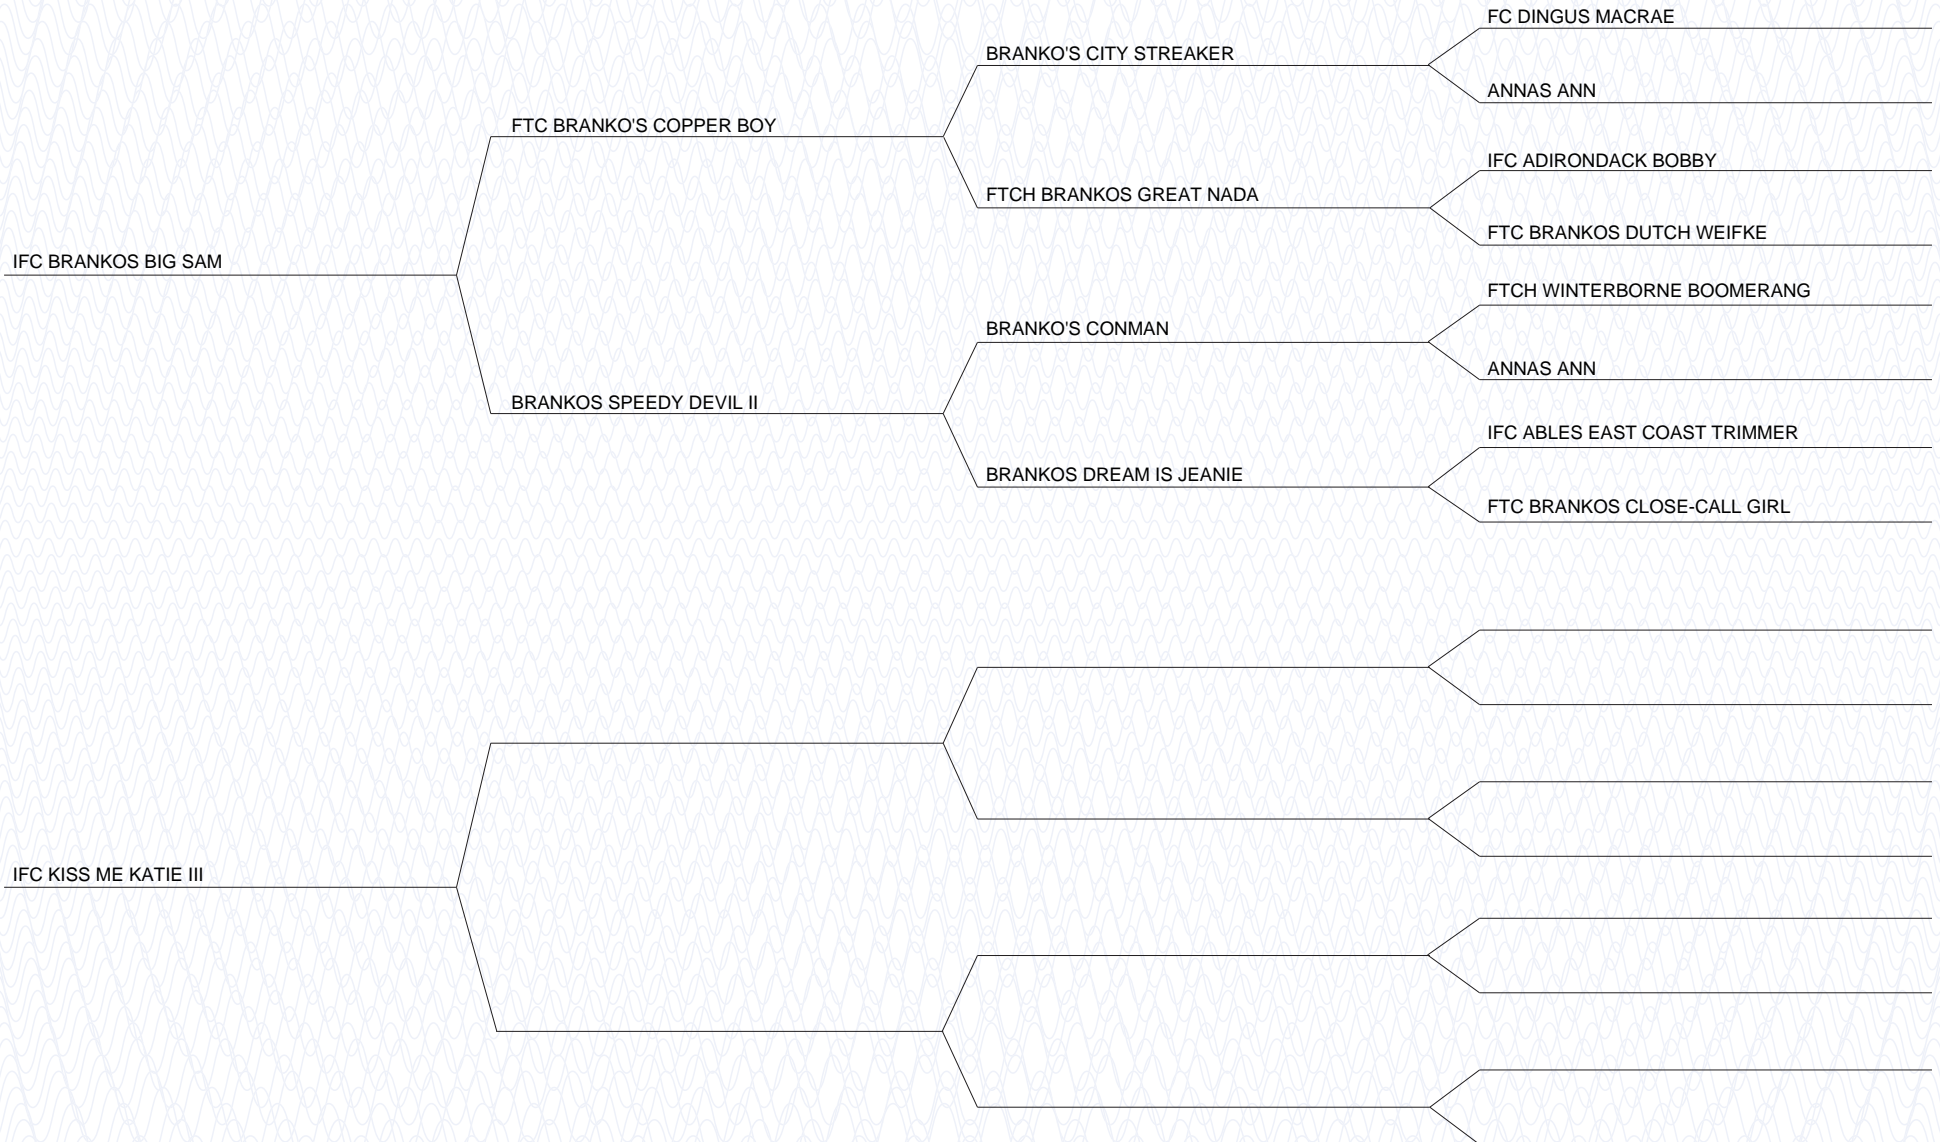 FC DINGUS MACRAE
BRANKO'S CITY STREAKER
ANNAS ANN
FTC BRANKO'S COPPER BOY
IFC ADIRONDACK BOBBY
FTCH BRANKOS GREAT NADA
FTC BRANKOS DUTCH WEIFKE
IFC BRANKOS BIG SAM
FTCH WINTERBORNE BOOMERANG
BRANKO'S CONMAN
ANNAS ANN
BRANKOS SPEEDY DEVIL II
IFC ABLES EAST COAST TRIMMER
BRANKOS DREAM IS JEANIE
FTC BRANKOS CLOSE-CALL GIRL
IFC KISS ME KATIE III